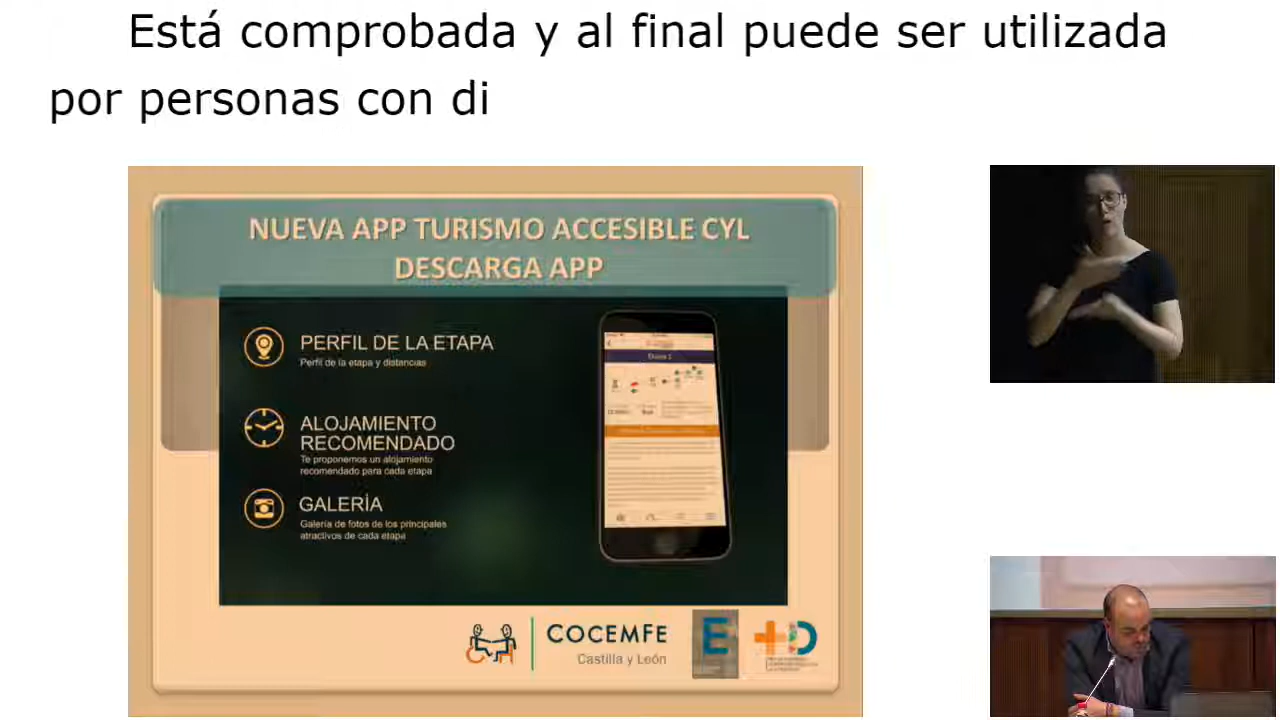 Está comprobada y al final puede ser utilizada
por personas con di
NUEVA APP TURISMO ACCESIBLE CYL
DESCARGA APP
PERFIL DE LA ETAPA
Perfil de la etapa y distancias
ALOJAMIENTO
RECOMENDADO
Te proponemos un alojamiento
recomendado para cada etapa
GALERÍA
Galería de fotos de los principales
atractivos de cada etapa
COCEMFE
Castilla y León
E
+D